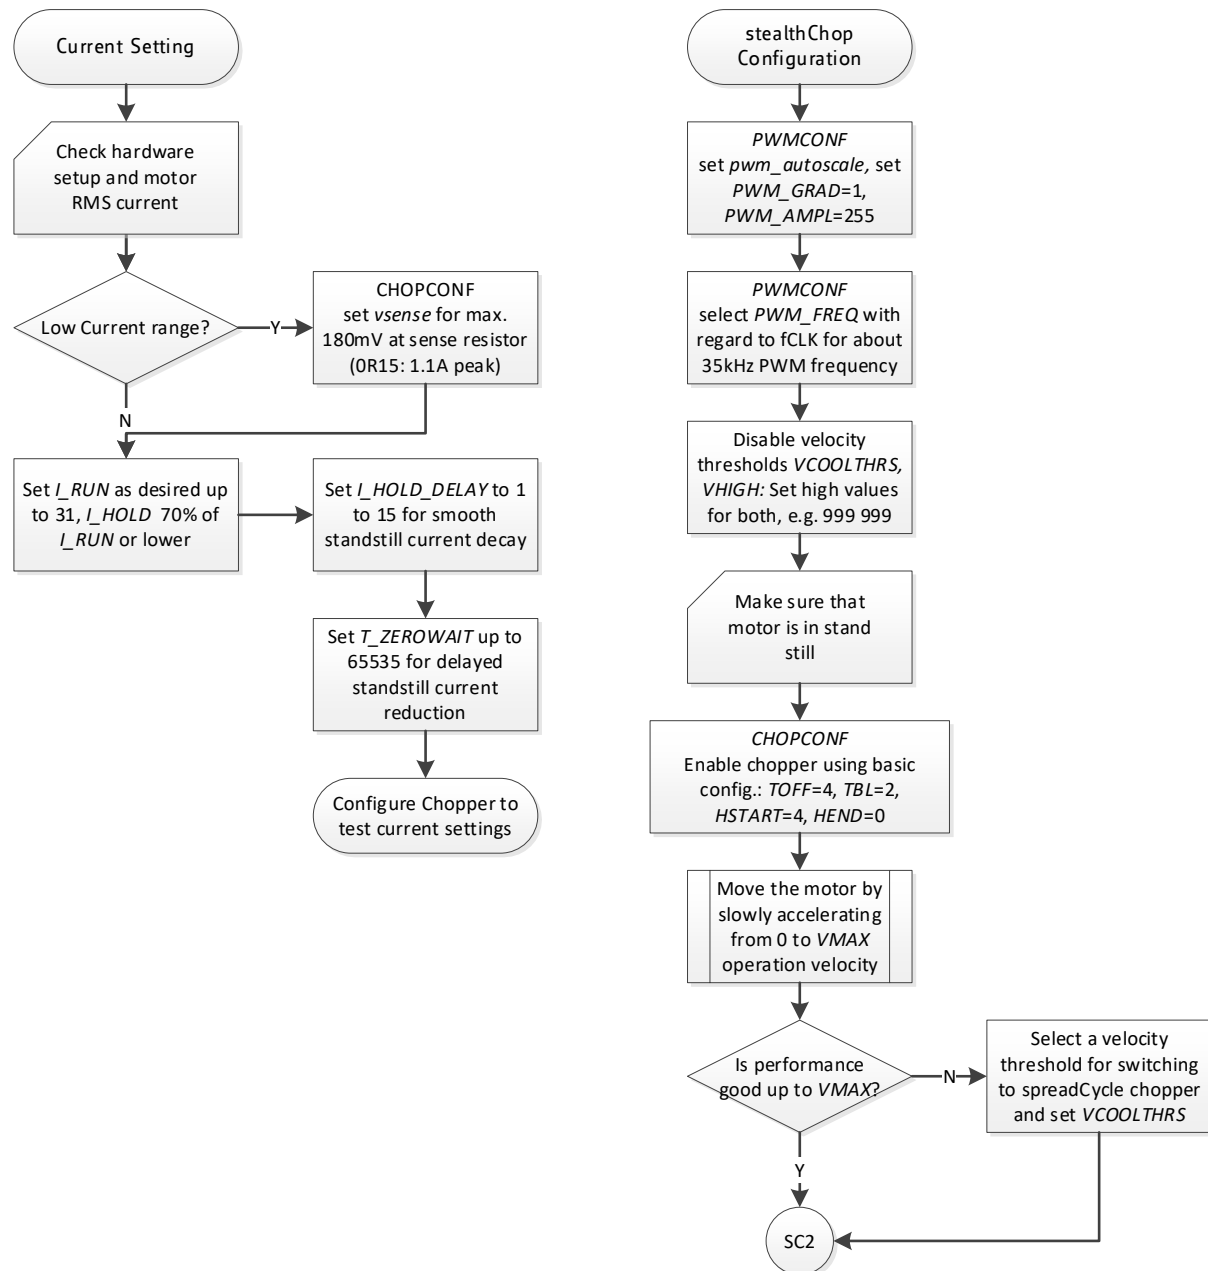 Current Setting
Check hardware
setup and motor
RMS current
Low Current range?
Y
CHOPCONF
set vsense for max.
180mV at sense resistor
(0R15: 1.1A peak)
N
Set I_RUN as desired up
to 31, I_HOLD 70% of
I_RUN or lower
Set I_HOLD_DELAY to 1
to 15 for smooth
standstill current decay
Set T_ZEROWAIT up to
65535 for delayed
standstill current
reduction
Configure Chopper to
test current settings
stealthChop
Configuration
PWMCONF
set pwm_autoscale, set
PWM_GRAD=1,
PWM_AMPL=255
PWMCONF
select PWM_FREQ with
regard to fCLK for about
35kHz PWM frequency
Disable velocity
thresholds VCOOLTHRS,
VHIGH: Set high values
for both, e.g. 999 999
Make sure that
motor is in stand
still
CHOPCONF
Enable chopper using basic
config.: TOFF=4, TBL=2,
HSTART=4, HEND=0
Move the motor by
slowly accelerating
from 0 to VMAX
operation velocity
Is performance
good up to VMAX?
N
Select a velocity
threshold for switching
to spreadCycle chopper
and set VCOOLTHRS
Y
SC2